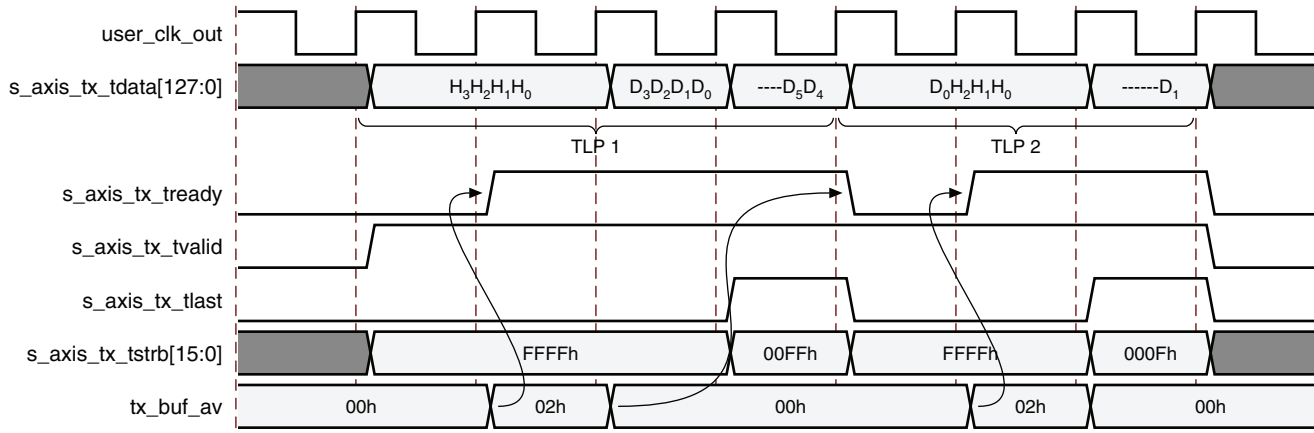 user_clk_out
s_axis_tx_tdata[127:0] H₃H₂H₁H₀ D₃D₂D₁D₀ ----D₅D₄ D₀H₂H₁H₀ ------D₁
TLP 1 TLP 2
s_axis_tx_tready
s_axis_tx_tvalid
s_axis_tx_tlast
s_axis_tx_tstrb[15:0] FFFFh 00FFh FFFFh 000Fh
tx_buf_av 00h 02h 00h 02h 00h